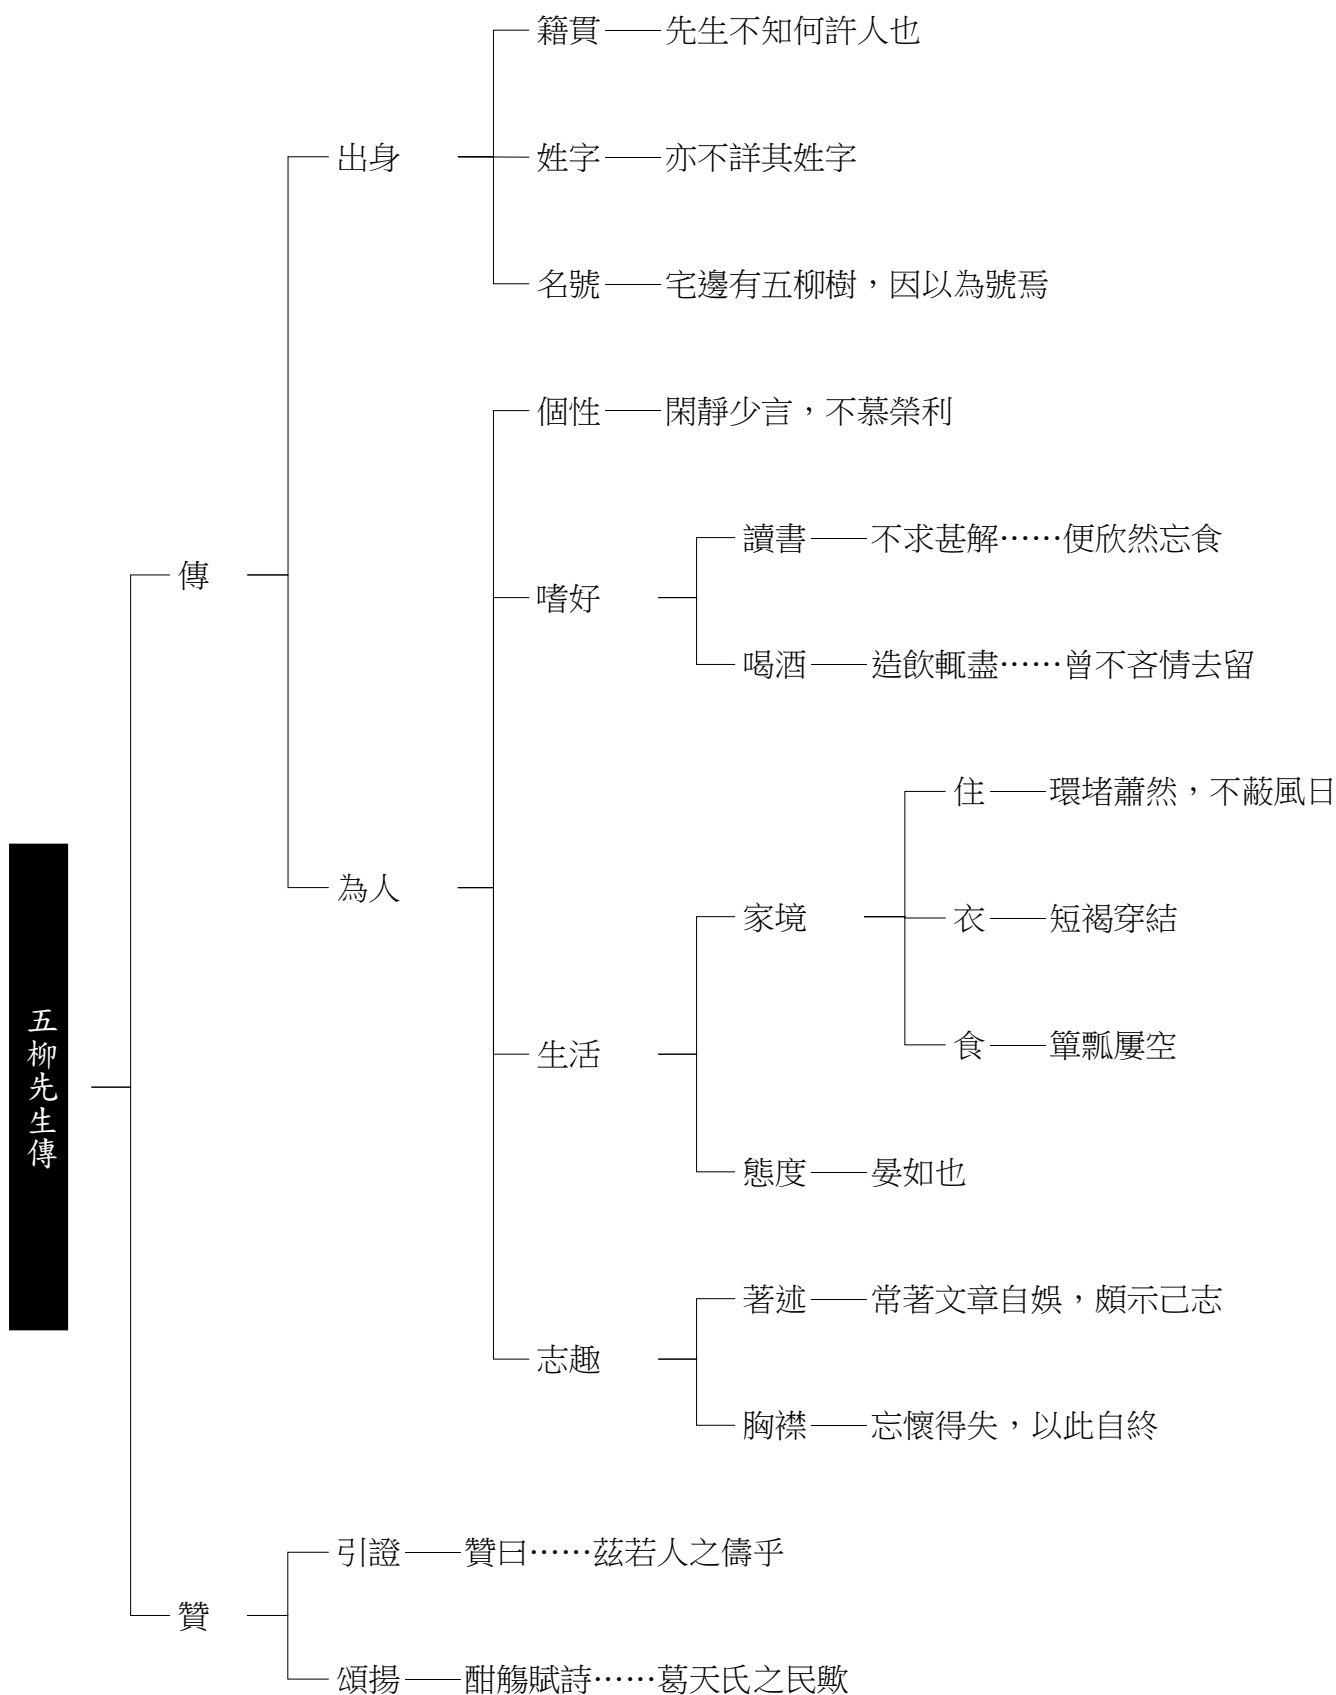 籍貫 先生不知何許人也
出身 姓字 亦不詳其姓字
名號 宅邊有五柳樹，因以為號焉
個性 閑靜少言，不慕榮利
讀書 不求甚解……便欣然忘食
傳
嗜好
喝酒 造飲輒盡……曾不吝情去留
住 環堵蕭然，不蔽風日
為人
家境 衣 短褐穿結
五柳先生傳
生活 食 簞瓢屢空
態度 晏如也
著述 常著文章自娛，頗示己志
志趣
胸襟 忘懷得失，以此自終
引證 贊曰……茲若人之儔乎
贊
頌揚 酣觴賦詩……葛天氏之民歟